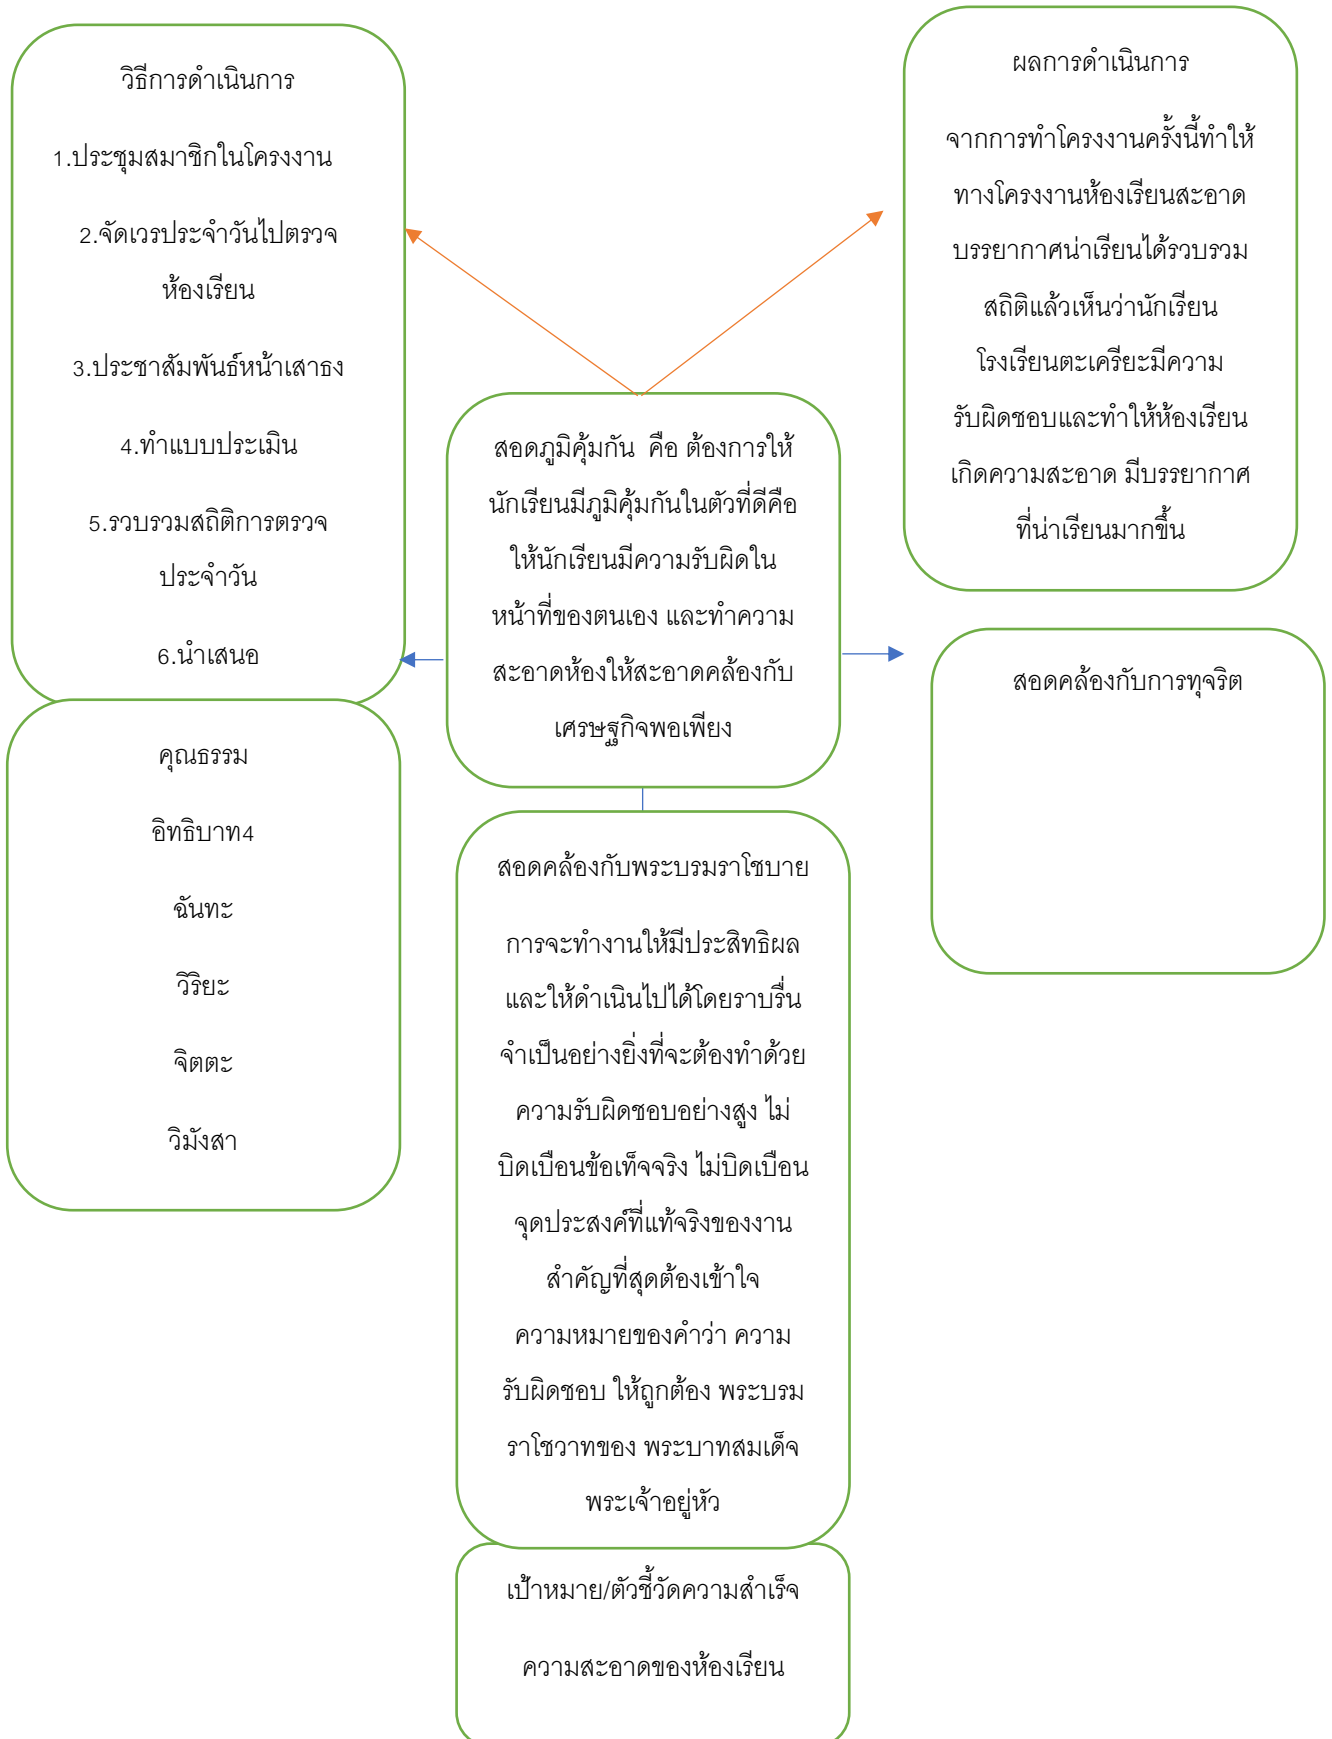 วิธีการดำเนินการ
1.ประชุมสมาชิกในโครงงาน
2.จัดเวรประจำวันไปตรวจ
ห้องเรียน
3.ประชาสัมพันธ์หน้าเสาธง
4.ทำแบบประเมิน
5.รวบรวมสถิติการตรวจ
ประจำวัน
6.นำเสนอ
คุณธรรม
อิทธิบาท4
ฉันทะ
วิริยะ
จิตตะ
วิมังสา
สอดภูมิคุ้มกัน คือ ต้องการให้
นักเรียนมีภูมิคุ้มกันในตัวที่ดีคือ
ให้นักเรียนมีความรับผิดใน
หน้าที่ของตนเอง และทำความ
สะอาดห้องให้สะอาดคล้องกับ
เศรษฐกิจพอเพียง
สอดคล้องกับพระบรมราโชบาย
การจะทำงานให้มีประสิทธิผล
และให้ดำเนินไปได้โดยราบรื่น
จำเป็นอย่างยิ่งที่จะต้องทำด้วย
ความรับผิดชอบอย่างสูง ไม่
บิดเบือนข้อเท็จจริง ไม่บิดเบือน
จุดประสงค์ที่แท้จริงของงาน
สำคัญที่สุดต้องเข้าใจ
ความหมายของคำว่า ความ
รับผิดชอบ ให้ถูกต้อง พระบรม
ราโชวาทของ พระบาทสมเด็จ
พระเจ้าอยู่หัว
เป้าหมาย/ตัวชี้วัดความสำเร็จ
ความสะอาดของห้องเรียน
ผลการดำเนินการ
จากการทำโครงงานครั้งนี้ทำให้
ทางโครงงานห้องเรียนสะอาด
บรรยากาศน่าเรียนได้รวบรวม
สถิติแล้วเห็นว่านักเรียน
โรงเรียนตะเครียะมีความ
รับผิดชอบและทำให้ห้องเรียน
เกิดความสะอาด มีบรรยากาศ
ที่น่าเรียนมากขึ้น
สอดคล้องกับการทุจริต